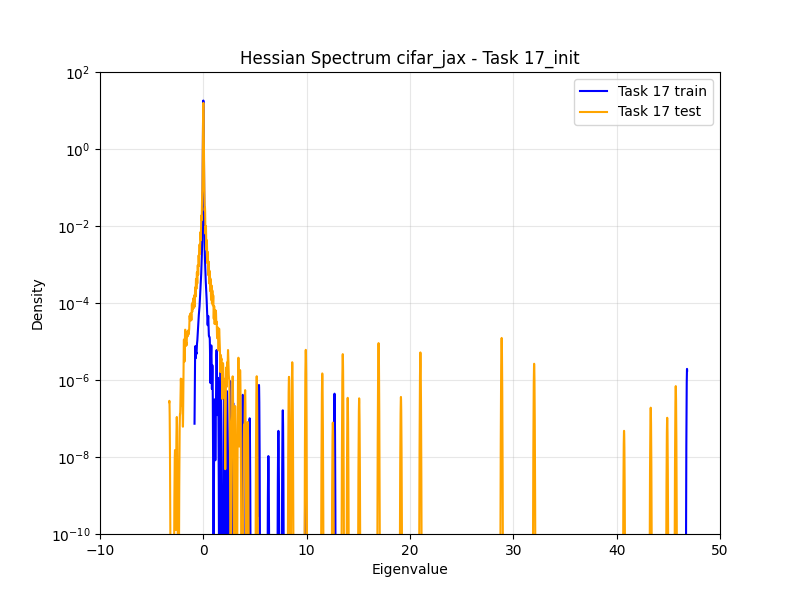 Hessian Spectrum cifar_jax - Task 17_init
10^2
10^0
10^-2
10^-4
10^-6
10^-8
10^-10
Density
Task 17 train
Task 17 test
−10
0
10
20
30
40
50
Eigenvalue